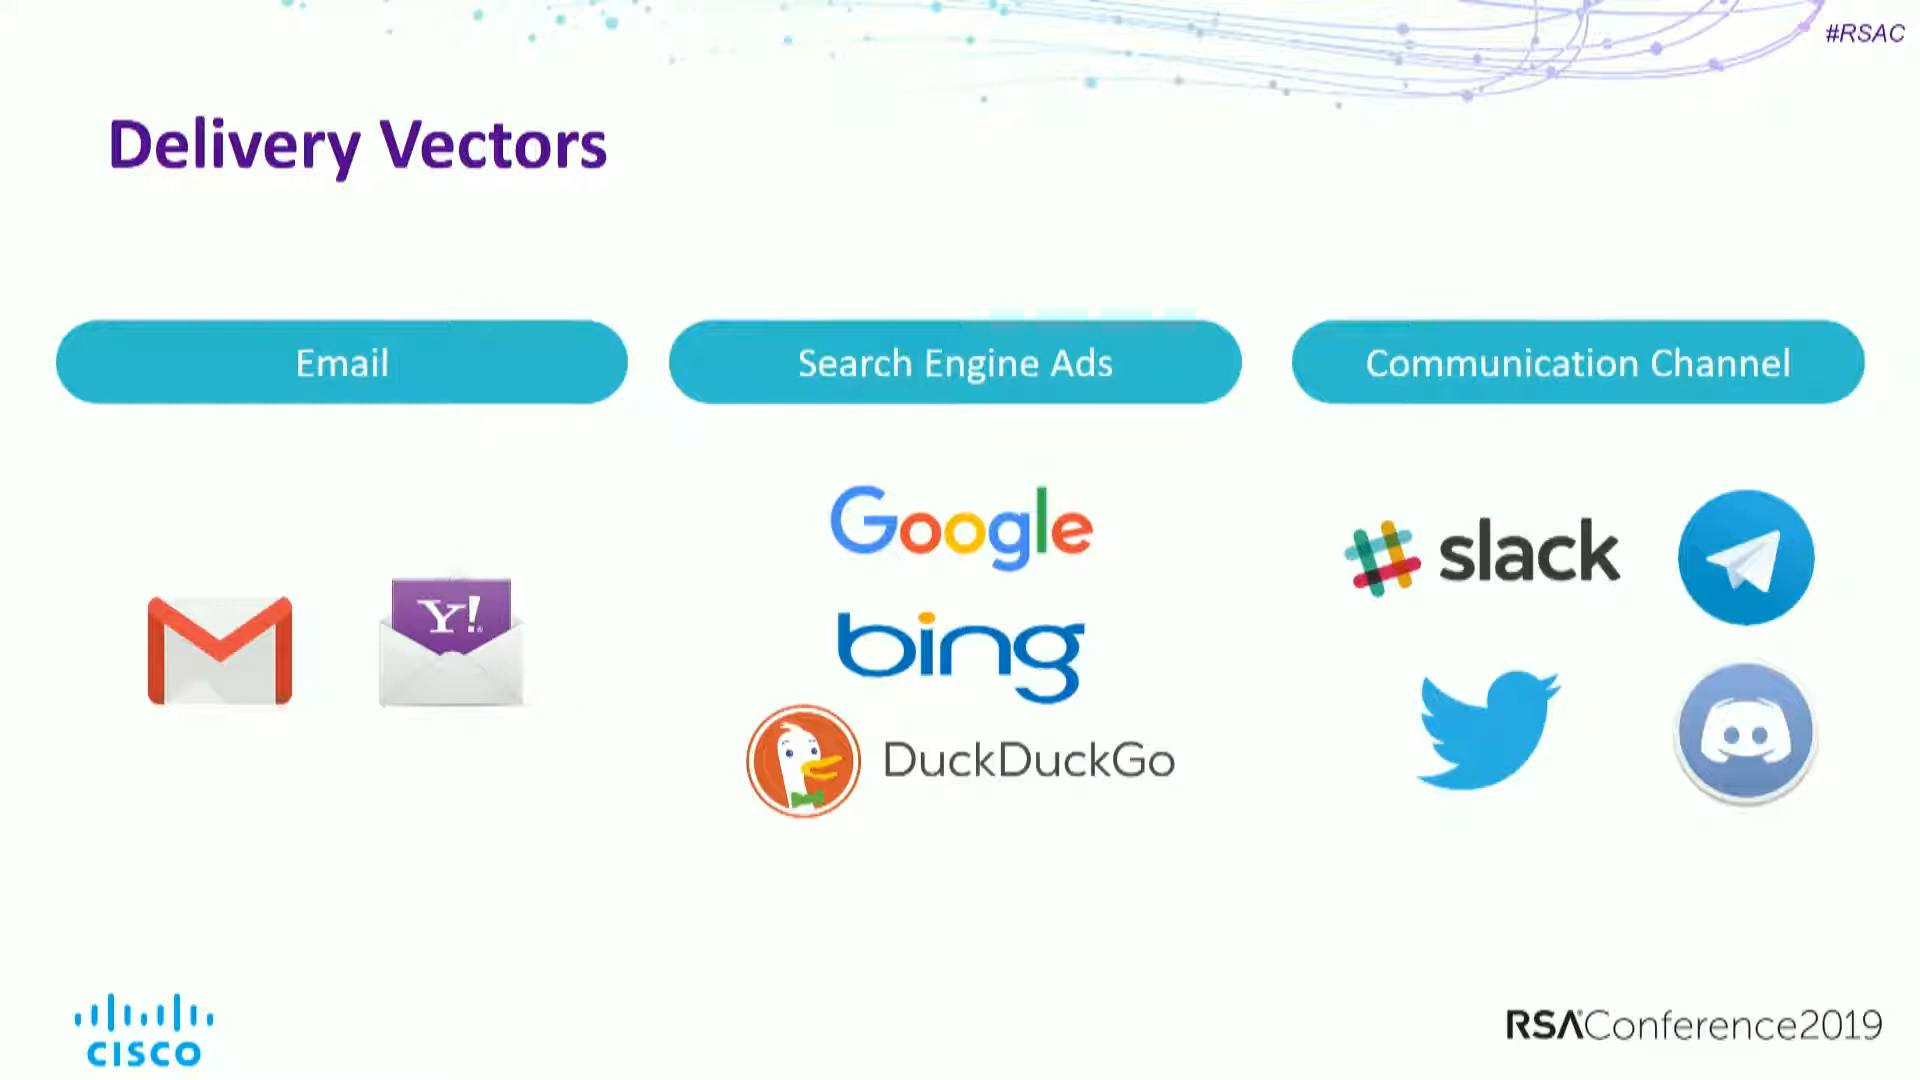 #RSAC
Delivery Vectors
Email
Search Engine Ads
Communication Channel
Y!
Google
bing
DuckDuckGo
slack
CISCO
RSAConference2019